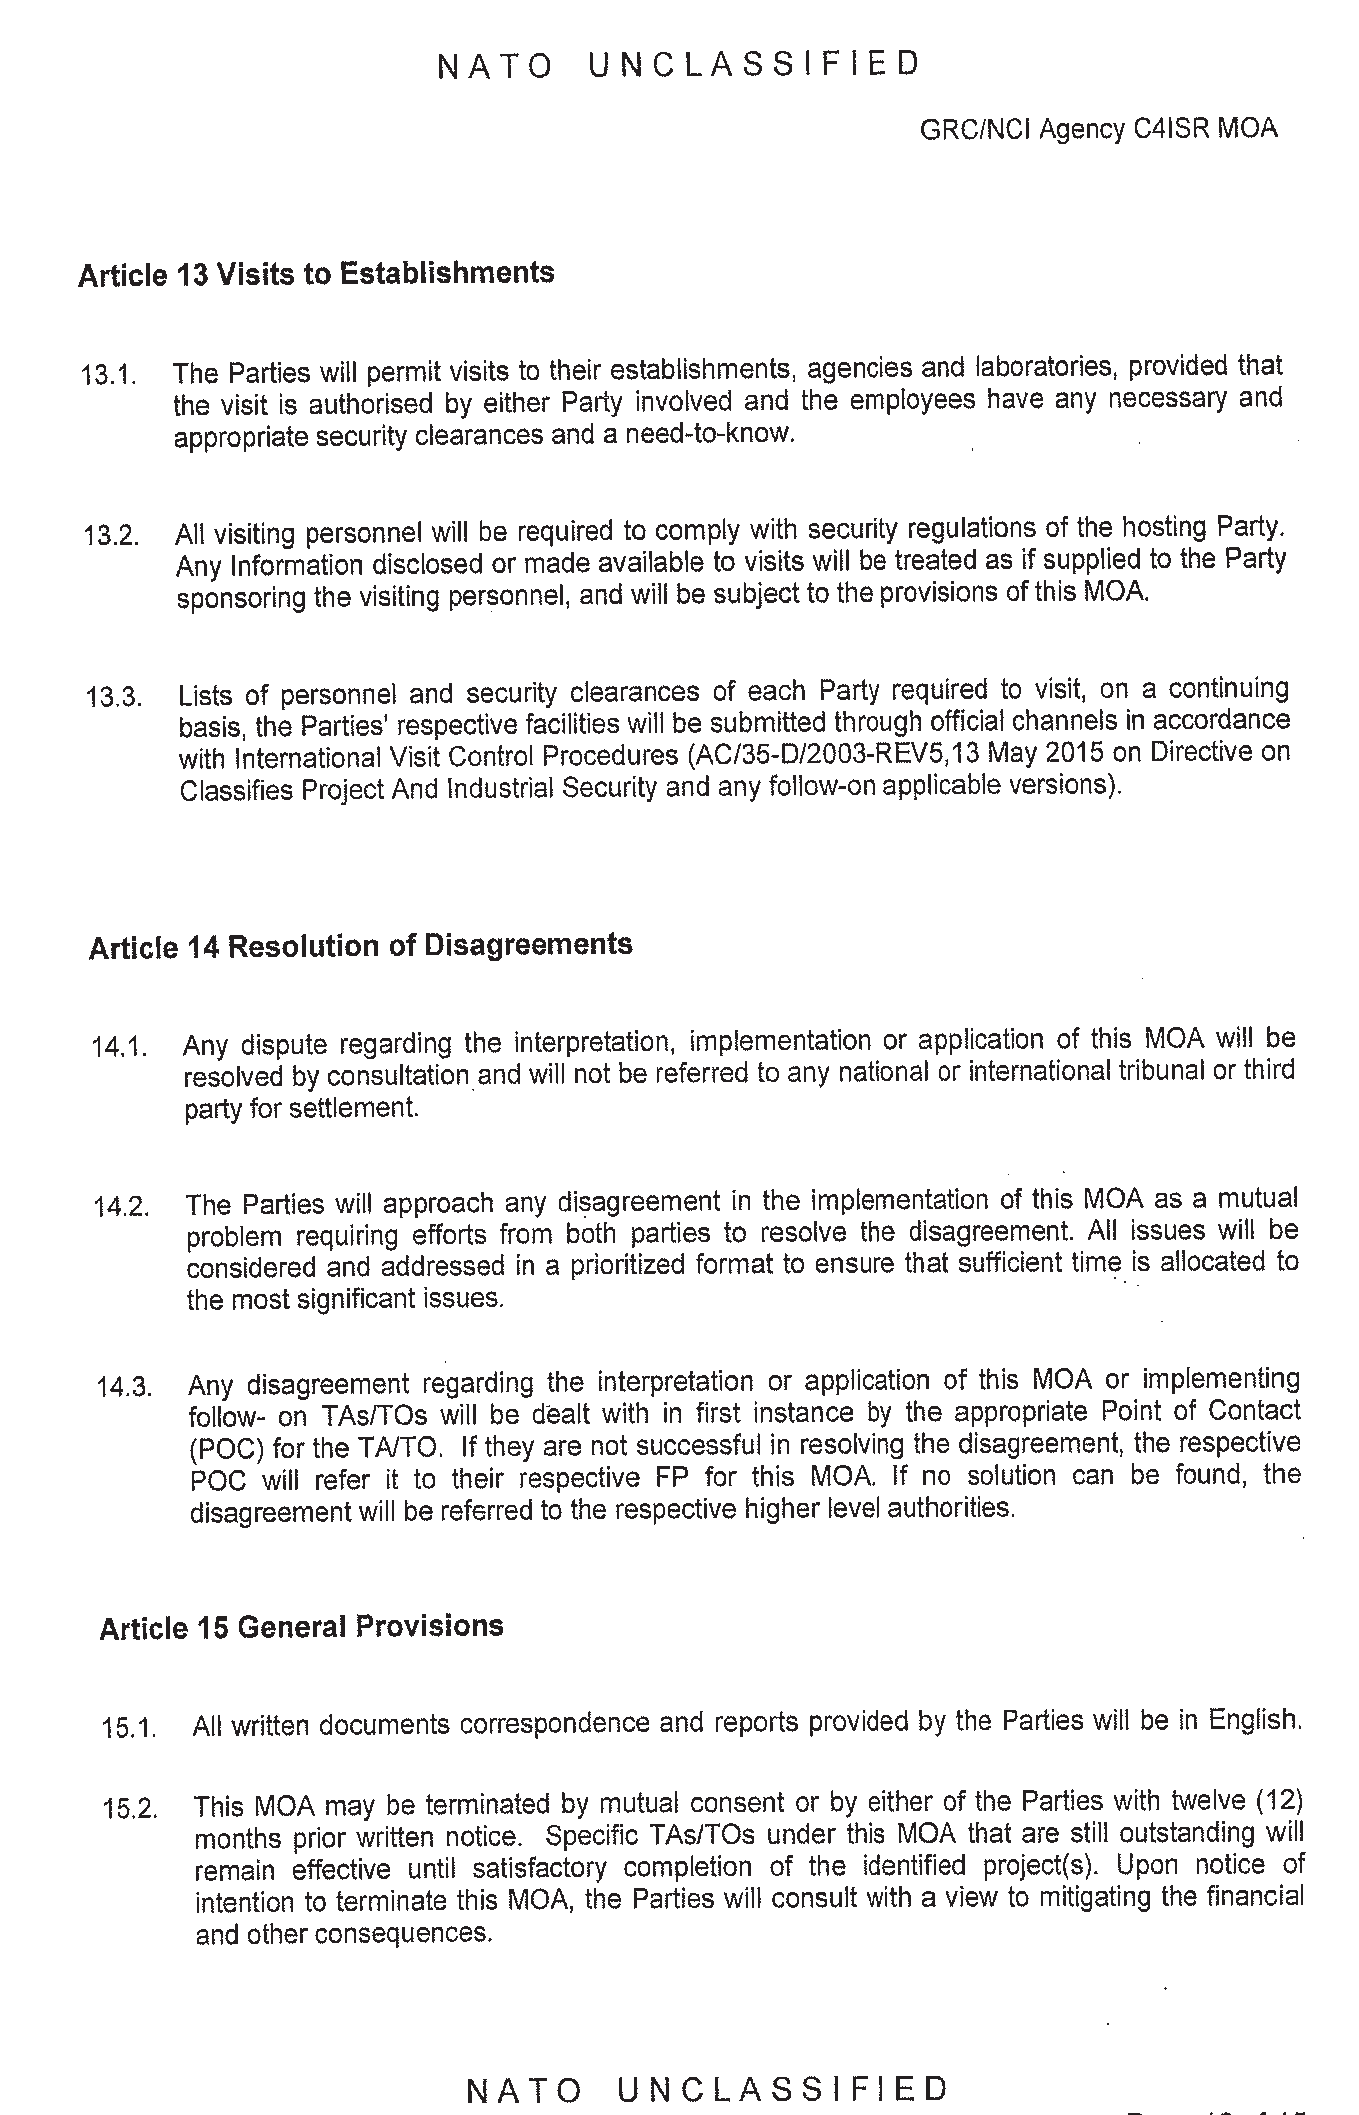 NATO UNCLASSIFIED
GRC/NCI Agency C4ISR MOA
Article 13 Visits to Establishments
13.1. The Parties will permit visits to their establishments, agencies and laboratories, provided that
the visit is authorised by either Party involved and the employees have any necessary and
appropriate security clearances and a need-to-know.
13.2. All visiting personnel will be required to comply with security regulations of the hosting Party.
Any Information disclosed or made available to visits will be treated as if supplied to the Party
sponsoring the visiting personnel, and will be subject to the provisions of this MOA.
13.3. Lists of personnel and security clearances of each Party required to visit, on a continuing
basis, the Parties' respective facilities will be submitted through official channels in accordance
with International Visit Control Procedures (AC/35-D/2003-REV5,13 May 2015 on Directive on
Classifies Project And Industrial Security and any follow-on applicable versions).
Article 14 Resolution of Disagreements
14.1. Any dispute regarding the interpretation, implementation or application of this MOA will be
resolved by consultation and will not be referred to any national or international tribunal or third
party for settlement.
14.2. The Parties will approach any disagreement in the implementation of this MOA as a mutual
problem requiring efforts from both parties to resolve the disagreement. All issues will be
considered and addressed in a prioritized format to ensure that sufficient time is allocated to
the most significant issues.
14.3. Any disagreement regarding the interpretation or application of this MOA or implementing
follow- on TAs/TOs will be dealt with in first instance by the appropriate Point of Contact
(POC) for the TA/TO. If they are not successful in resolving the disagreement, the respective
POC will refer it to their respective FP for this MOA. If no solution can be found, the
disagreement will be referred to the respective higher level authorities.
Article 15 General Provisions
15.1. All written documents correspondence and reports provided by the Parties will be in English.
15.2. This MOA may be terminated by mutual consent or by either of the Parties with twelve (12)
months prior written notice. Specific TAs/TOs under this MOA that are still outstanding will
remain effective until satisfactory completion of the identified project(s). Upon notice of
intention to terminate this MOA, the Parties will consult with a view to mitigating the financial
and other consequences.
NATO UNCLASSIFIED